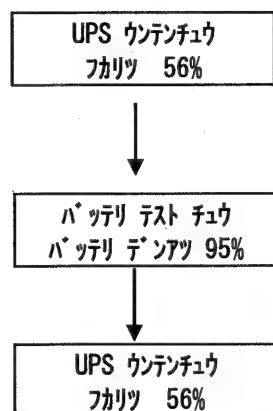 UPS ｳﾝﾃﾝﾁｭｳ
ﾌｶﾘﾂ 56%
ﾊﾞｯﾃﾘ ﾃｽﾄ ﾁｭｳ
ﾊﾞｯﾃﾘ ﾃﾞﾝｱﾂ 95%
UPS ｳﾝﾃﾝﾁｭｳ
ﾌｶﾘﾂ 56%